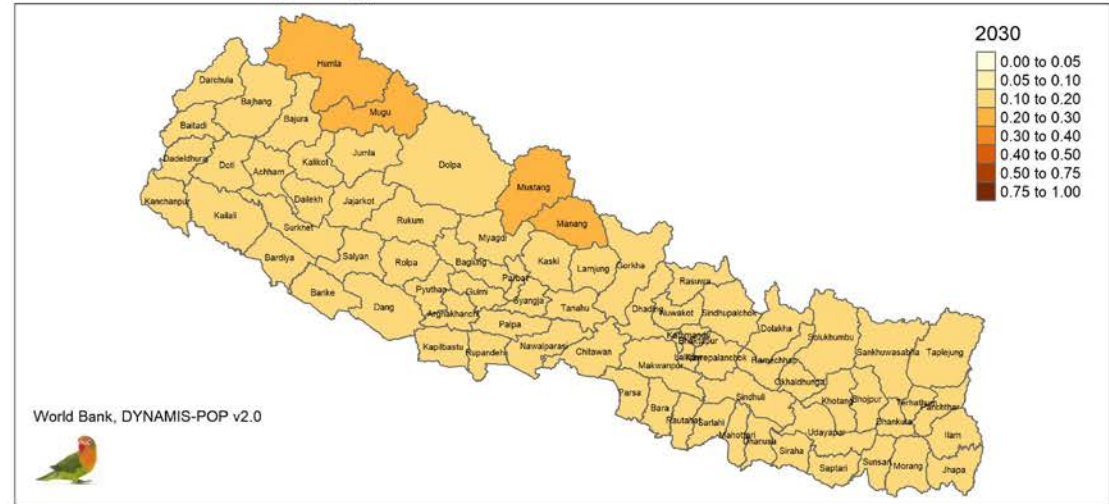 2030
0.00 to 0.05
0.05 to 0.10
0.10 to 0.20
0.20 to 0.30
0.30 to 0.40
0.40 to 0.50
0.50 to 0.75
0.75 to 1.00
Humla
Darchula
Bajhang
Mugu
Bajura
Baitadi
Jumla
Dolpa
Dadeldhura
Doti
Kalikot
Achham
Mustang
Kanchanpur
Dailekh
Jajarkot
Kailali
Rukum
Manang
Surkhet
Myagdi
Salyan
Rolpa
Baglung
Kaski
Lamjung
Gorkha
Bardiya
Parbat
Rasuwa
Banke
Dang
Pyuthan
Gulmi
Syangja
Tanahu
Dhading
Nuwakot
Sindhupalchok
Arghakhanchi
Dolakha
Solukhumbu
Palpa
Kapilbastu
Rupandehi
Nawalparasi
Chitawan
Makwanpur
Ramechhap
Sankhuwasabha
Taplejung
Okhaldhunga
Parsa
Bara
Sindhuli
Khotang
Bhojpur
Terhathum
Panchthar
Rautahat
Sarlahi
Dhankuta
Mahottari
Dhanusa
Udayapur
Ilam
Siraha
Saptari
Sunsari
Morang
Jhapa
World Bank, DYNAMIS-POP v2.0